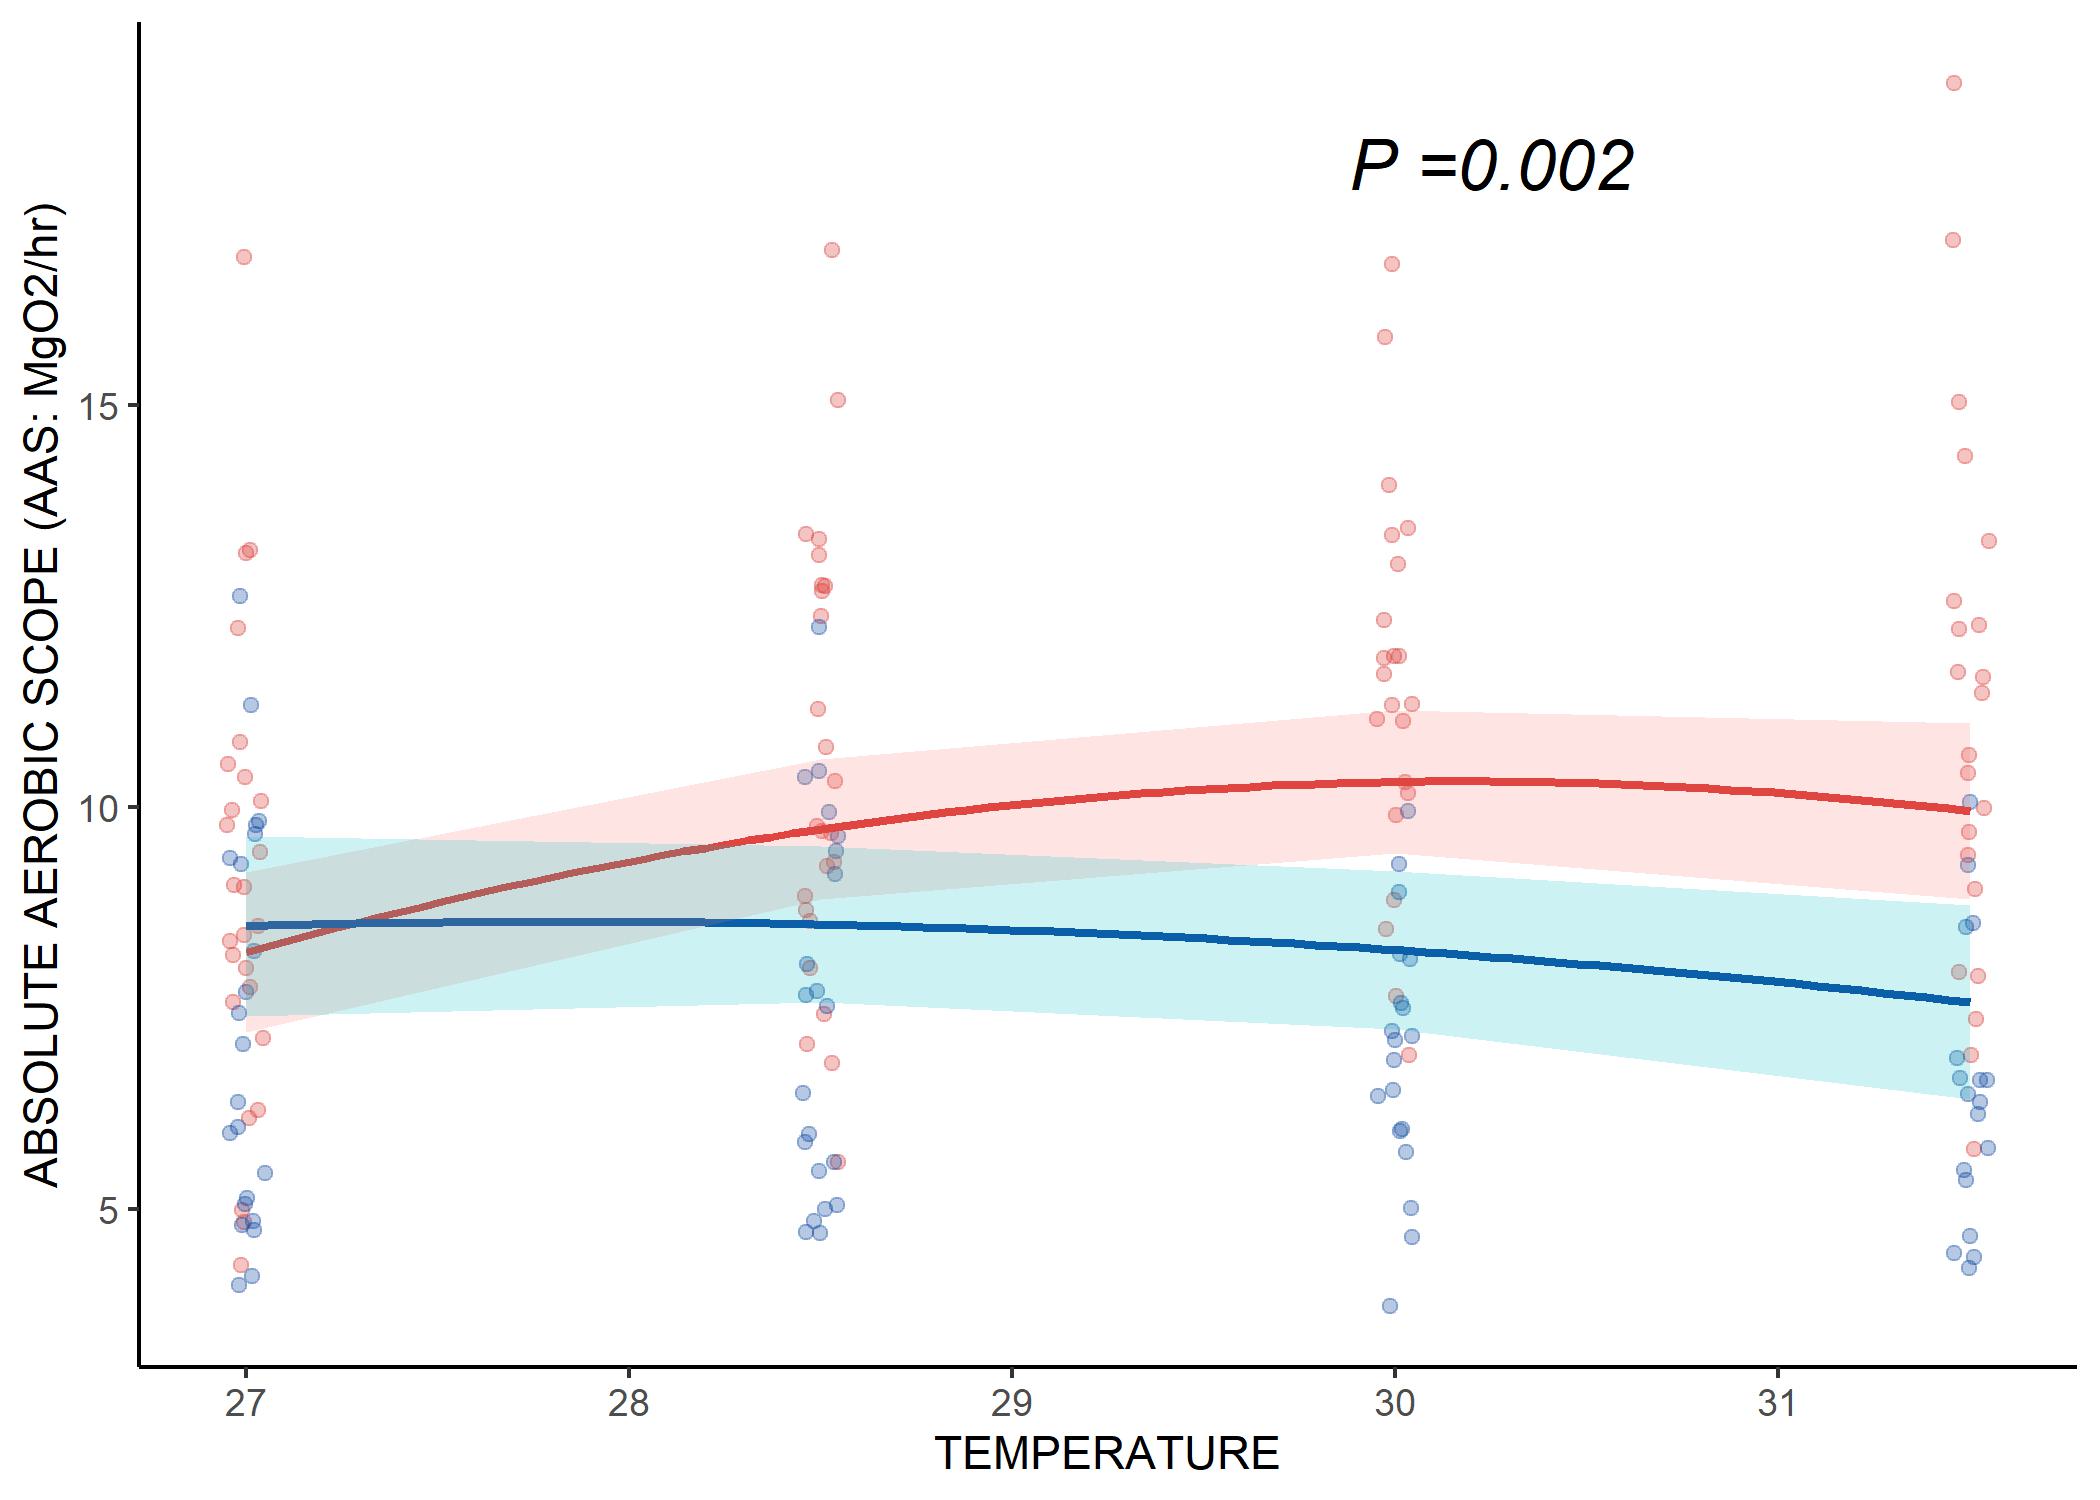 P =0.002
ABSOLUTE AEROBIC SCOPE (AAS: MgO2/hr)
15
10
5
27 28 29 30 31
TEMPERATURE